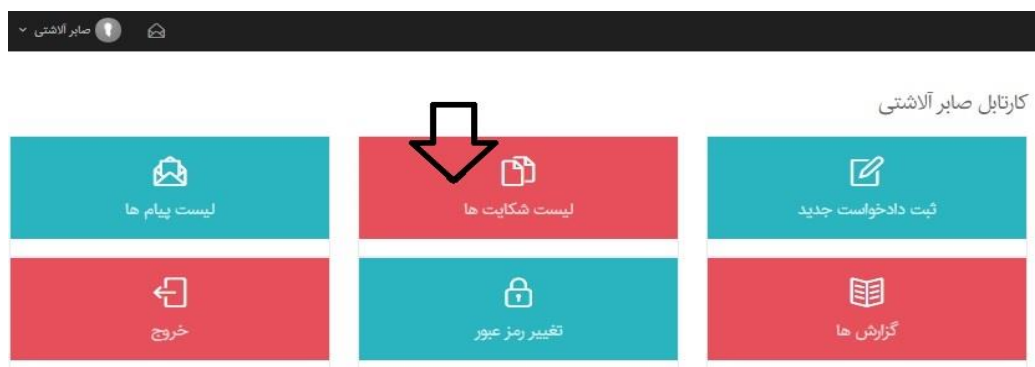 صابر آلاشتی
کارتابل صابر آلاشتی
ثبت دادخواست جدید
لیست شکایت ها
لیست پیام ها
گزارش ها
تغییر رمز عبور
خروج